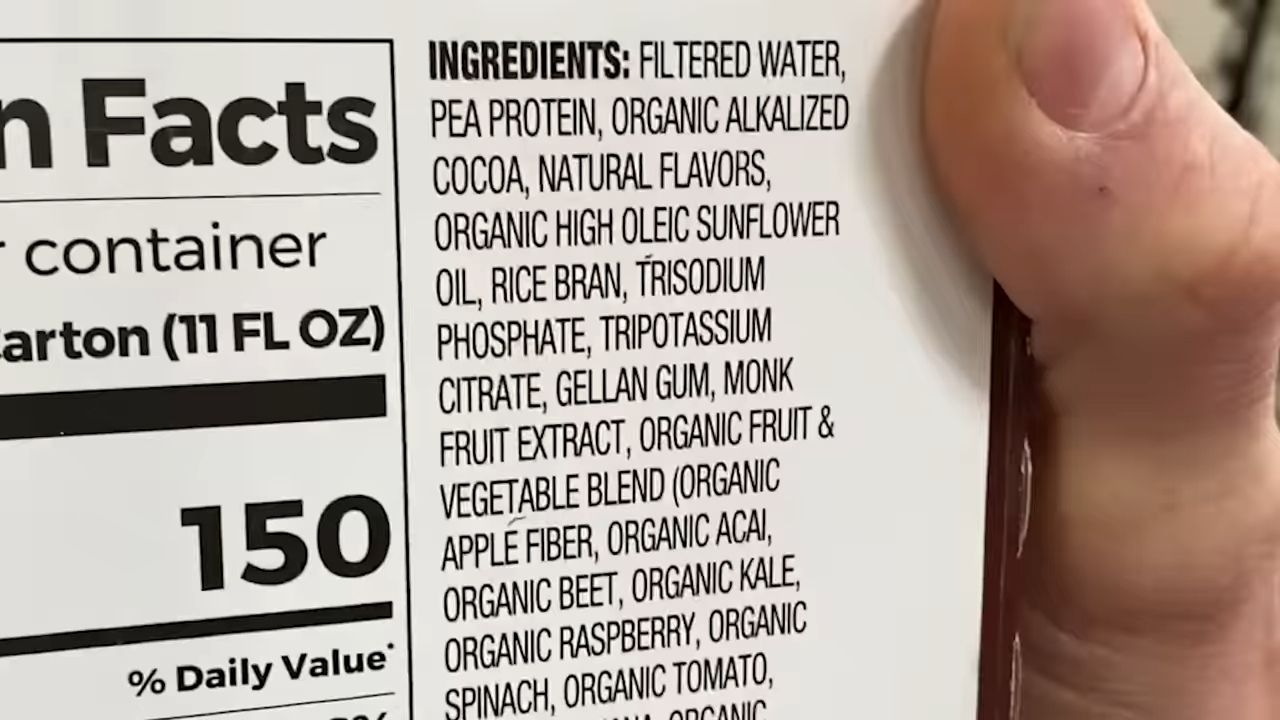 n Facts
container
arton (11 FL OZ)
150
% Daily Value*
INGREDIENTS: FILTERED WATER,
PEA PROTEIN, ORGANIC ALKALIZED
COCOA, NATURAL FLAVORS,
ORGANIC HIGH OLEIC SUNFLOWER
OIL, RICE BRAN, TRISODIUM
PHOSPHATE, TRIPOTASSIUM
CITRATE, GELLAN GUM, MONK
FRUIT EXTRACT, ORGANIC FRUIT &
VEGETABLE BLEND (ORGANIC
APPLE FIBER, ORGANIC ACAI,
ORGANIC BEET, ORGANIC KALE,
ORGANIC RASPBERRY, ORGANIC
SPINACH, ORGANIC TOMATO,
ORGANIC